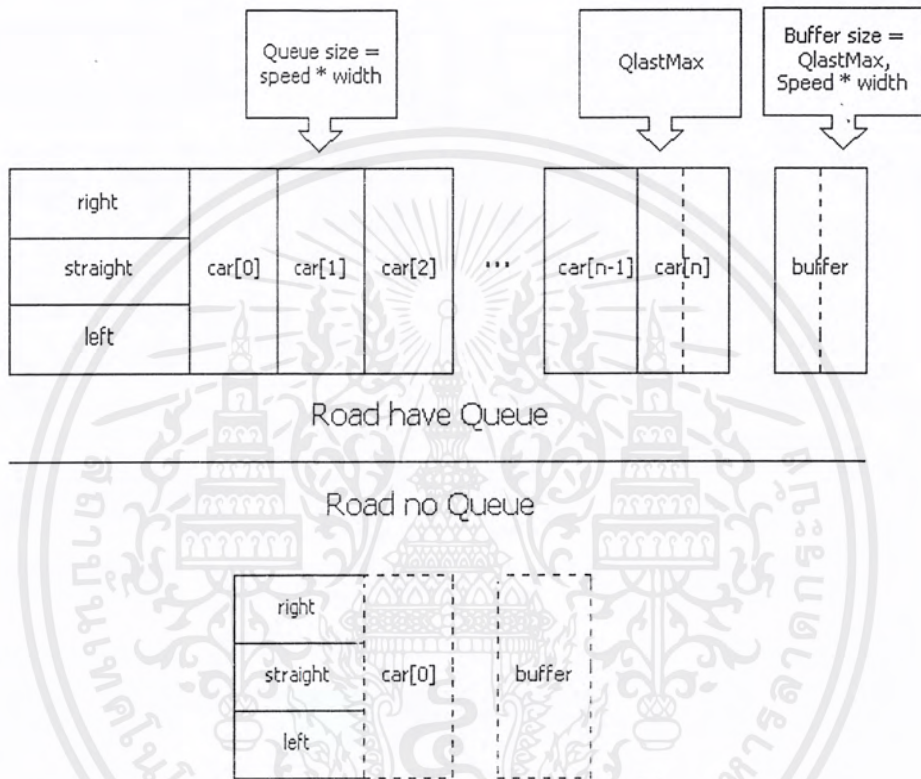 Queue size =
speed * width
QlastMax
Buffer size =
QlastMax,
Speed * width
right
straight
left
car[0]
car[1]
car[2]
...
car[n-1]
car[n]
buffer
Road have Queue
Road no Queue
right
straight
left
car[0]
buffer